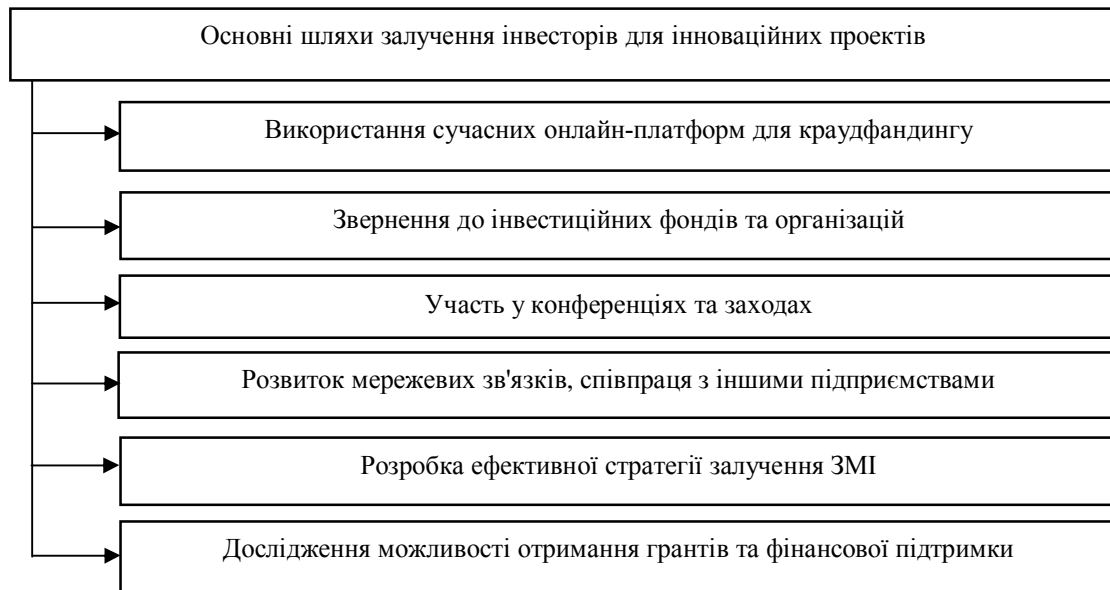 Основні шляхи залучення інвесторів для інноваційних проектів
Використання сучасних онлайн-платформ для краудфандингу
Звернення до інвестиційних фондів та організацій
Участь у конференціях та заходах
Розвиток мережевих зв'язків, співпраця з іншими підприємствами
Розробка ефективної стратегії залучення ЗМІ
Дослідження можливості отримання грантів та фінансової підтримки